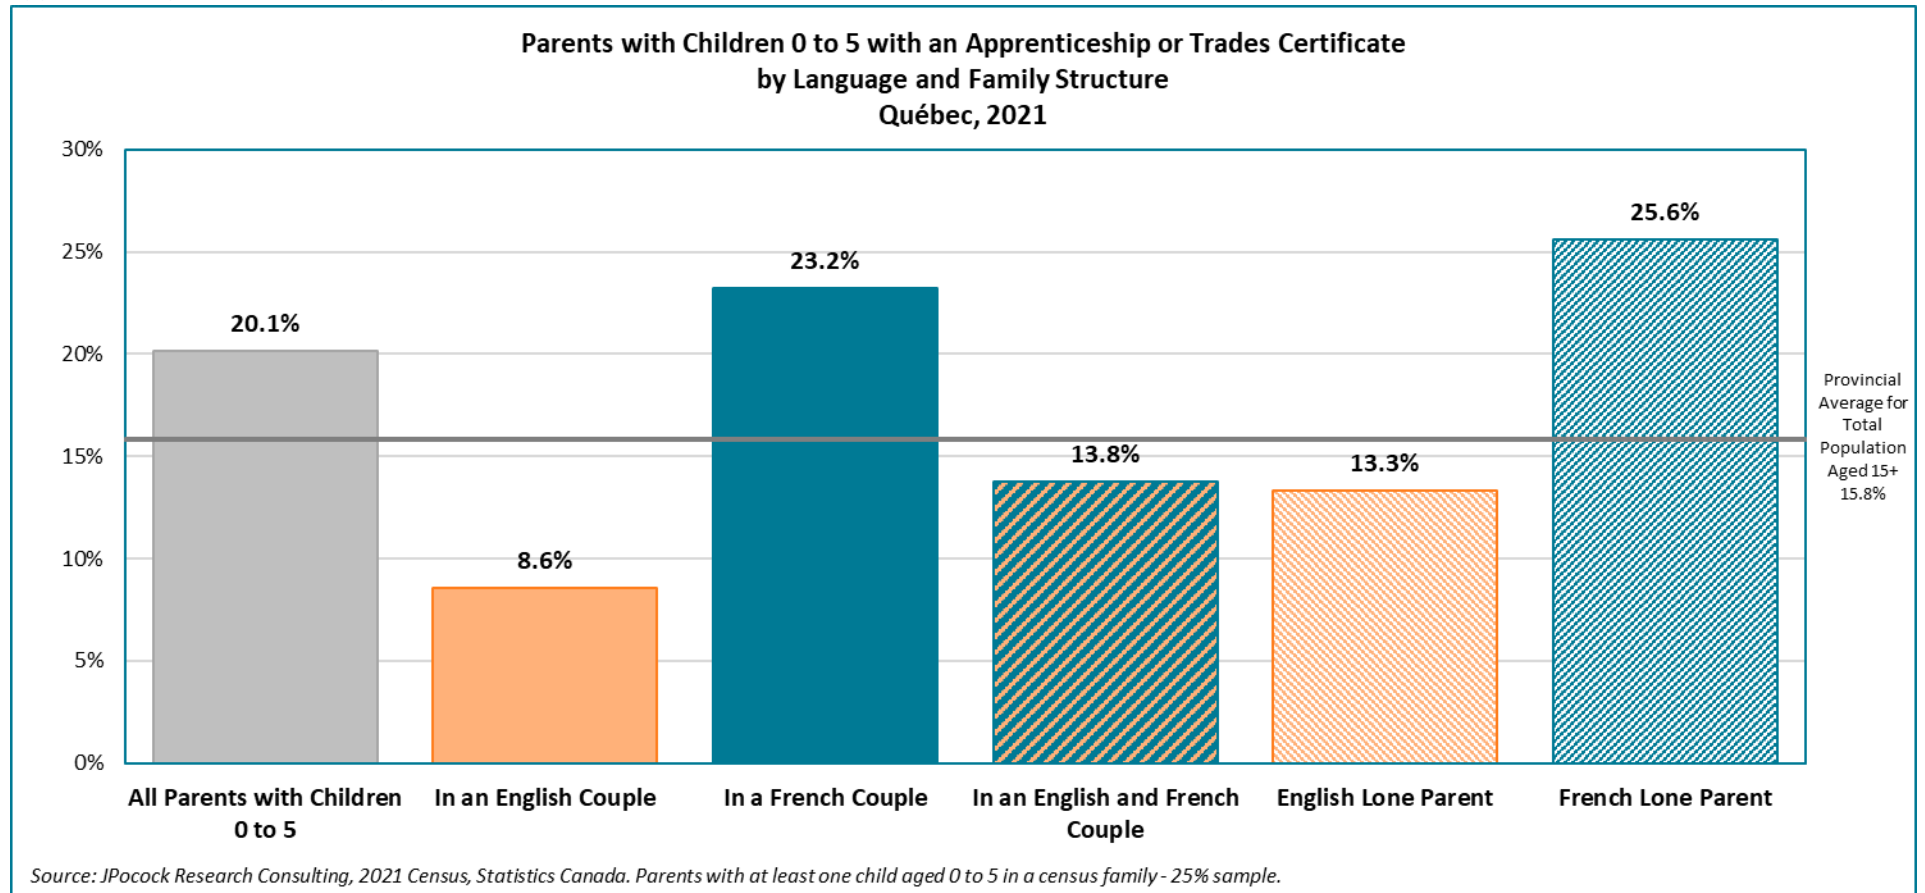 Parents with Children 0 to 5 with an Apprenticeship or Trades Certificate
by Language and Family Structure
Québec, 2021
30%
25%
20%
15%
10%
5%
0%
20.1%
8.6%
23.2%
13.8%
13.3%
25.6%
Provincial
Average for
Total
Population
Aged 15+
15.8%
All Parents with Children
0 to 5
In an English Couple
In a French Couple
In an English and French
Couple
English Lone Parent
French Lone Parent
Source: JPocock Research Consulting, 2021 Census, Statistics Canada. Parents with at least one child aged 0 to 5 in a census family - 25% sample.